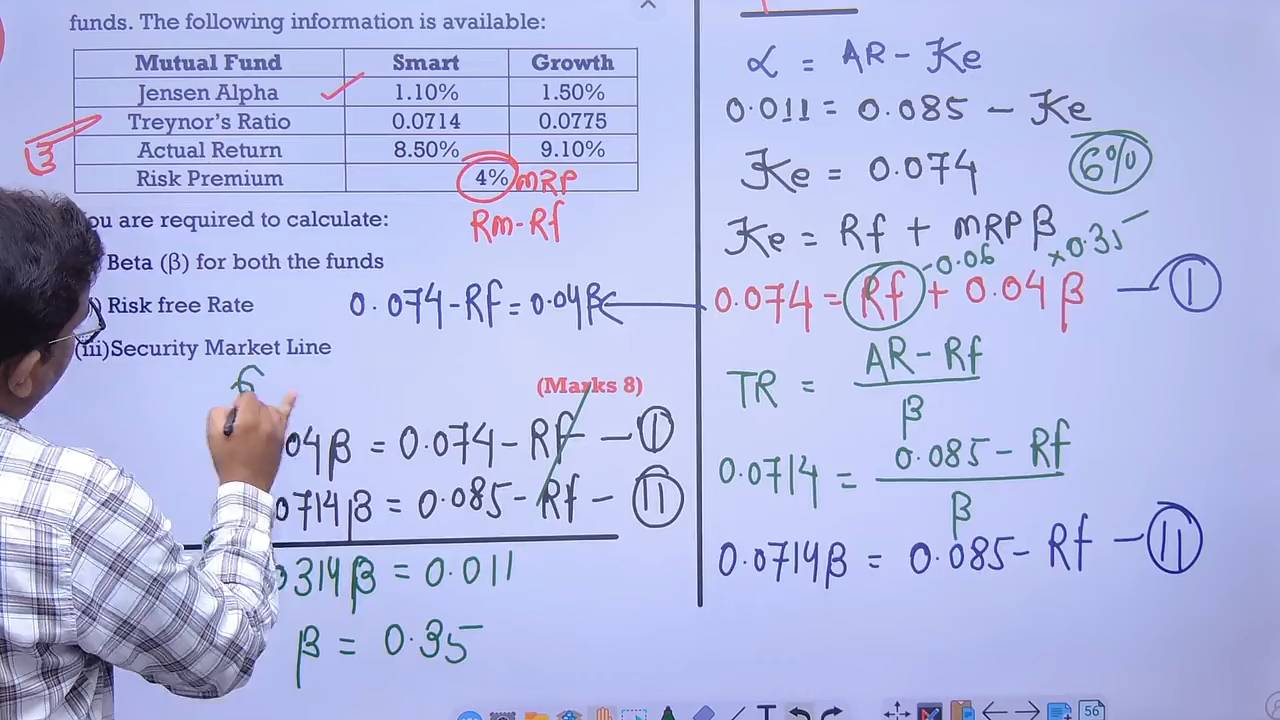 funds. The following information is available:
Mutual Fund Smart Growth
Jensen Alpha 1.10% 1.50%
Treynor's Ratio 0.0714 0.0775
Actual Return 8.50% 9.10%
Risk Premium 4% mRP
Rm-Rf
ou are required to calculate:
Beta (β) for both the funds
) Risk free Rate
(iii)Security Market Line
0.074-Rf = 0.04β
(Marks 8)
04β = 0.074 - Rf - I
0714β = 0.085 - Rf - II
0314β = 0.011
β = 0.35
α = AR - Ke
0.011 = 0.085 - Ke
Ke = 0.074
6%
Ke = Rf + mRP β
-0.06 ×0.35
0.074 = Rf + 0.04 β - I
TR = AR - Rf
β
0.0714 = 0.085 - Rf
β
0.0714β = 0.085 - Rf - II
56